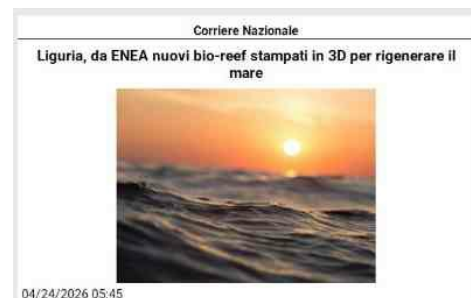 Corriere Nazionale
Liguria, da ENEA nuovi bio-reef stampati in 3D per rigenerare il
mare
04/24/2026 05:45